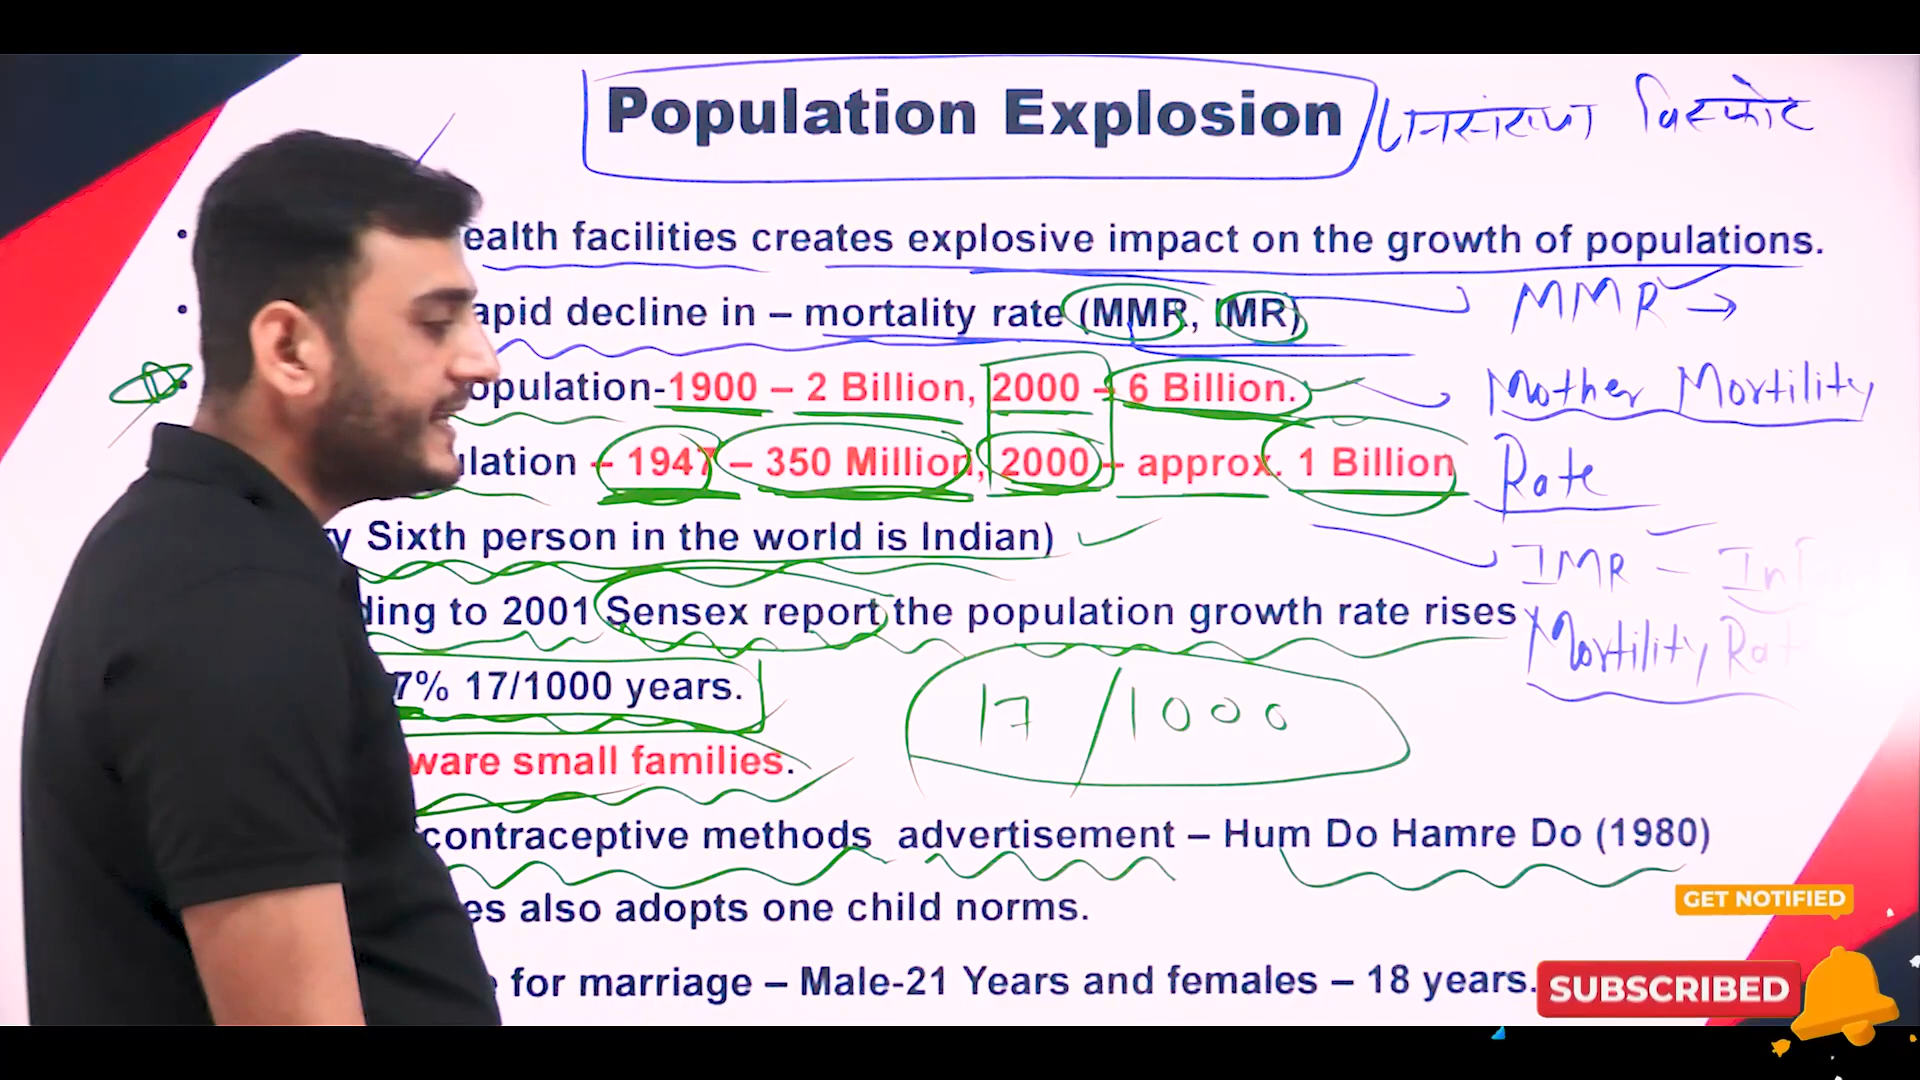 Population Explosion
जनसंख्या विस्फोट
ealth facilities creates explosive impact on the growth of populations.
apid decline in – mortality rate (MMR, IMR)
MMR →
opulation-1900 – 2 Billion, 2000 – 6 Billion.
Mother Mortility
lation – 1947 – 350 Million, 2000 – approx. 1 Billion
Rate
y Sixth person in the world is Indian)
IMR – In
ding to 2001 Sensex report the population growth rate rises
Mortility Rat
7% 17/1000 years.
17/1000
ware small families.
contraceptive methods advertisement – Hum Do Hamre Do (1980)
GET NOTIFIED
es also adopts one child norms.
for marriage – Male-21 Years and females – 18 years.
SUBSCRIBED